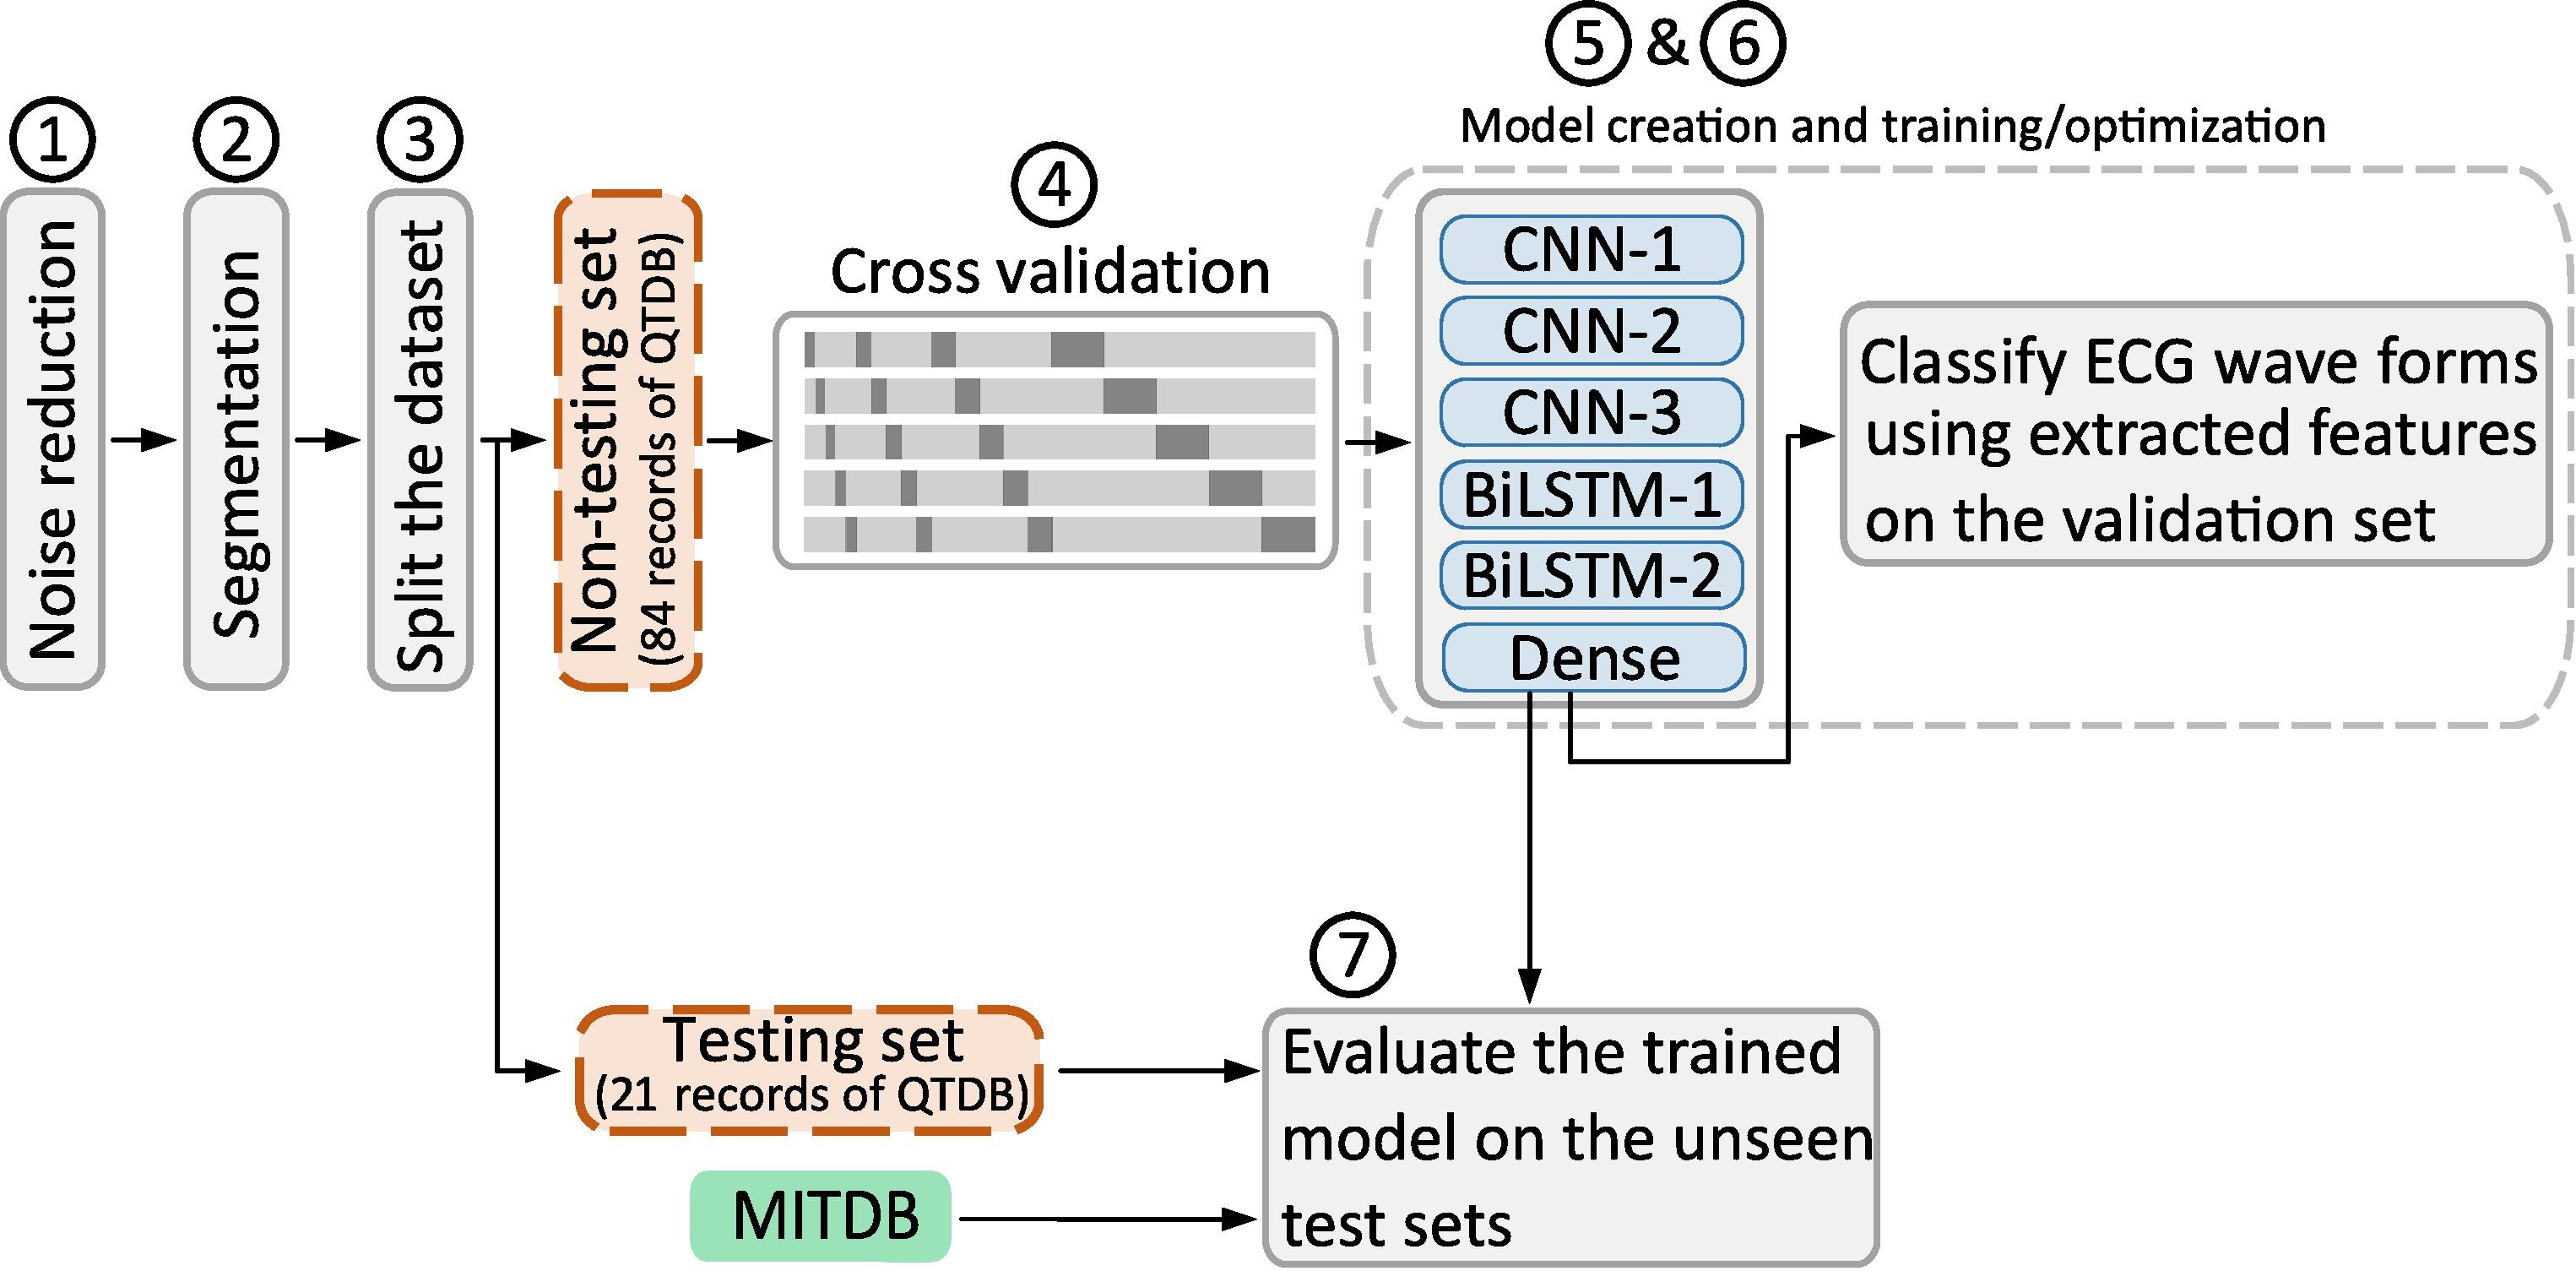 1
Noise reduction
2
Segmentation
3
Split the dataset
Non-testing set
(84 records of QTDB)
4
Cross validation
5 & 6
Model creation and training/optimization
CNN-1
CNN-2
CNN-3
BiLSTM-1
BiLSTM-2
Dense
Classify ECG wave forms
using extracted features
on the validation set
Testing set
(21 records of QTDB)
MITDB
7
Evaluate the trained
model on the unseen
test sets